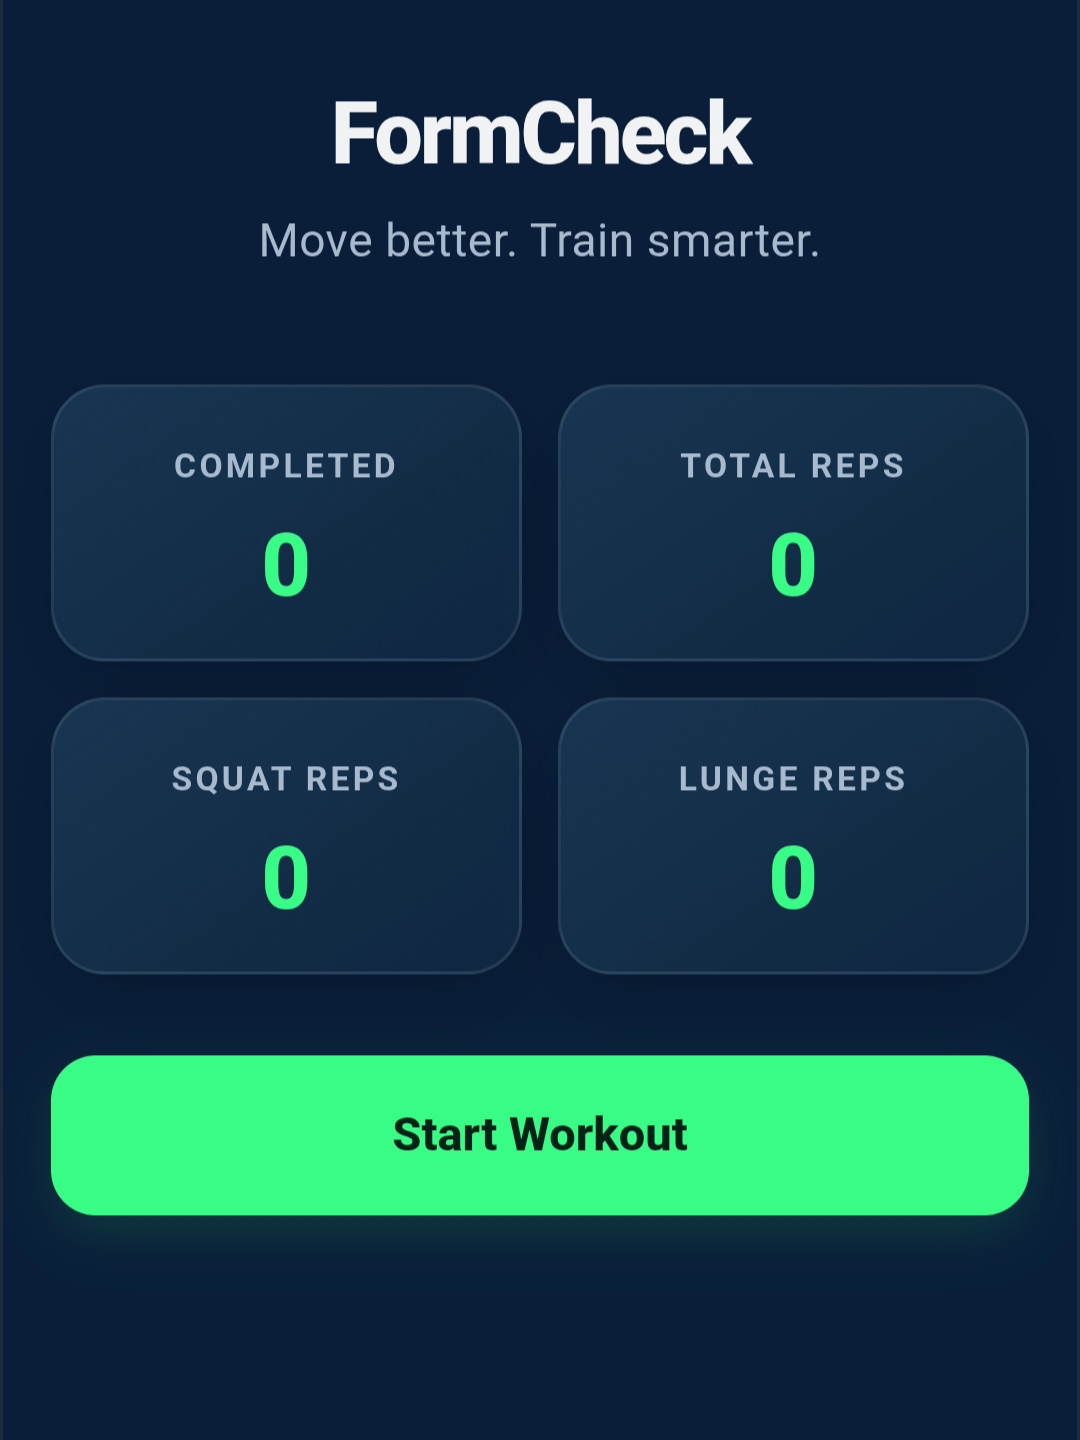 FormCheck
Move better. Train smarter.
COMPLETED
0
TOTAL REPS
0
SQUAT REPS
0
LUNGE REPS
0
Start Workout